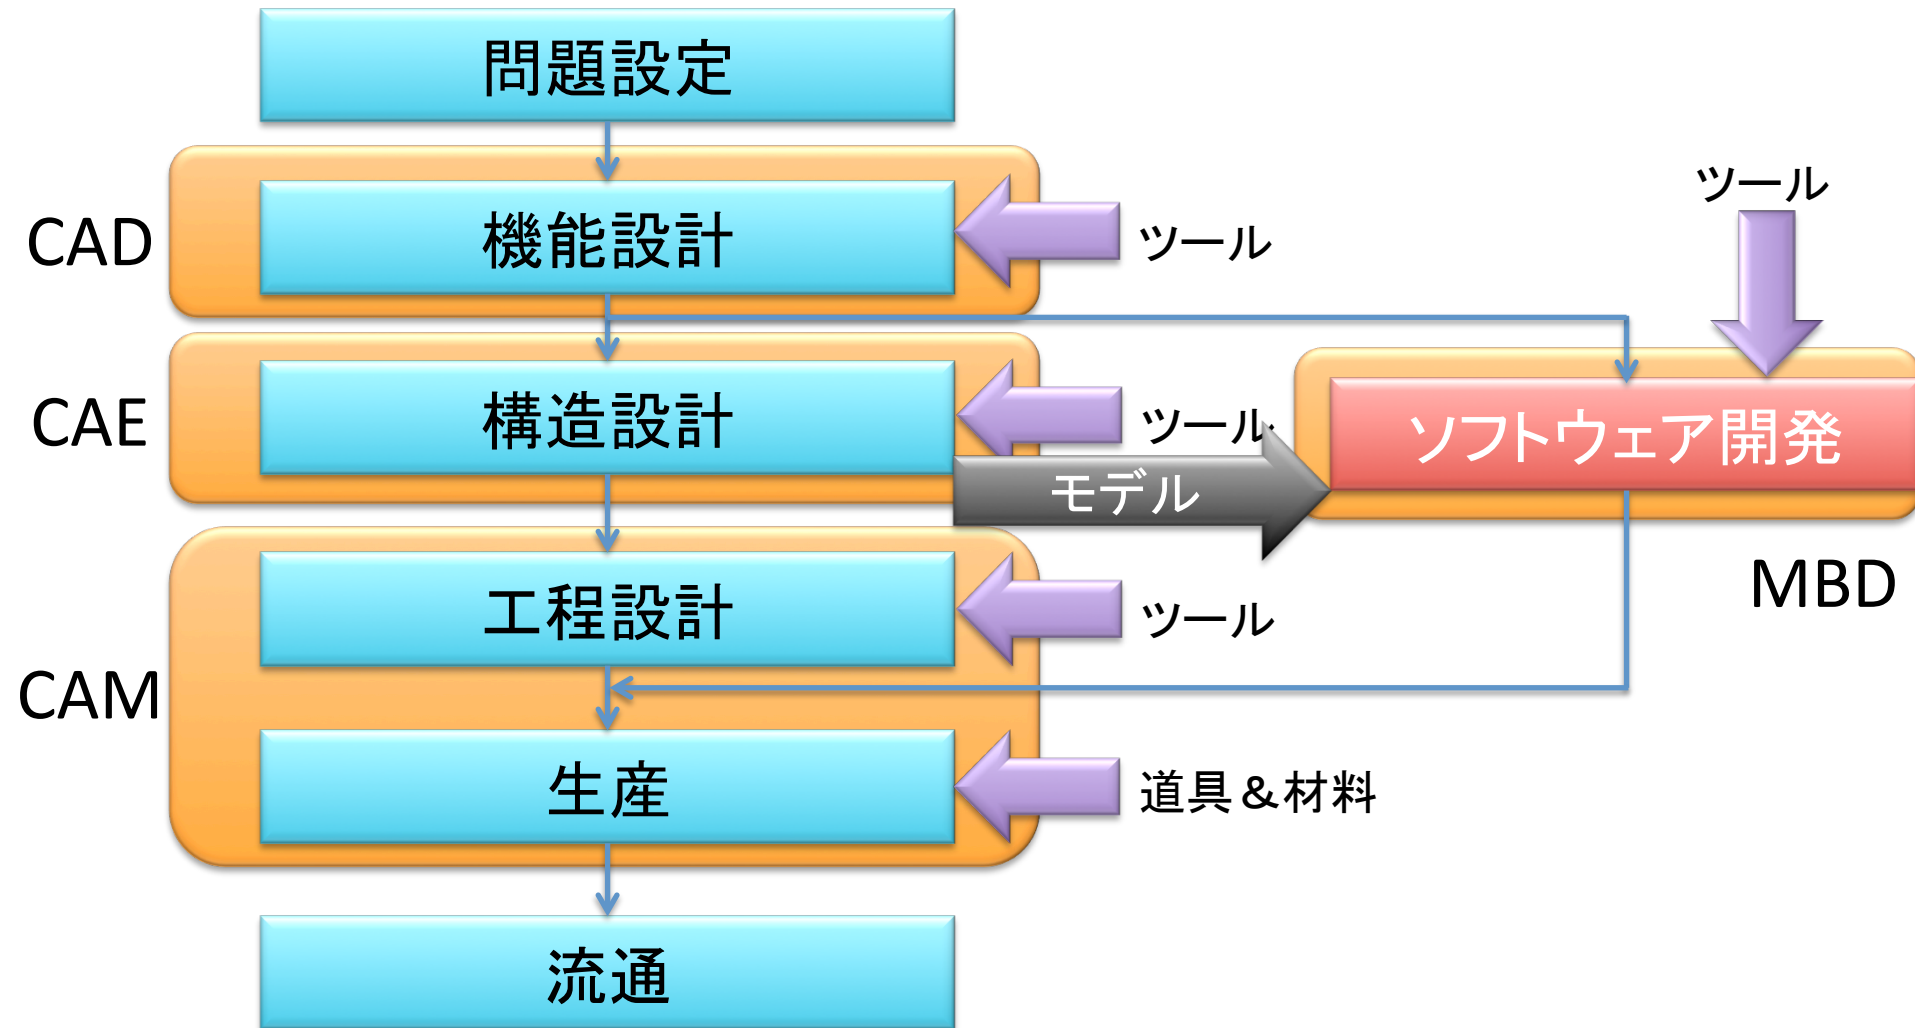 問題設定
CAD
機能設計
ツール
ツール
CAE
構造設計
ツール
ソフトウェア開発
モデル
MBD
工程設計
ツール
CAM
生産
道具&材料
流通